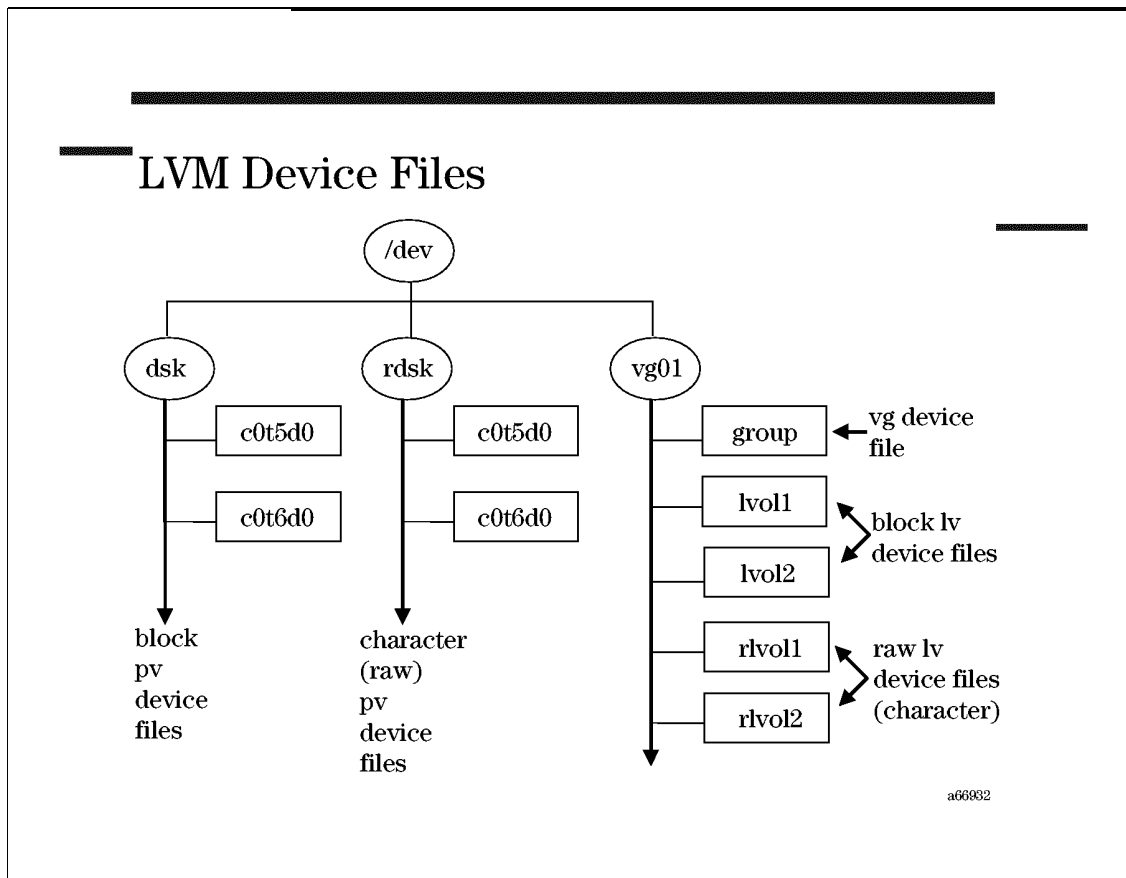 LVM Device Files
/dev
dsk
rdsk
vg01
c0t5d0
c0t6d0
block
pv
device
files
c0t5d0
c0t6d0
character
(raw)
pv
device
files
group
vg device
file
lvol1
lvol2
block lv
device files
rlvol1
rlvol2
raw lv
device files
(character)
a66932